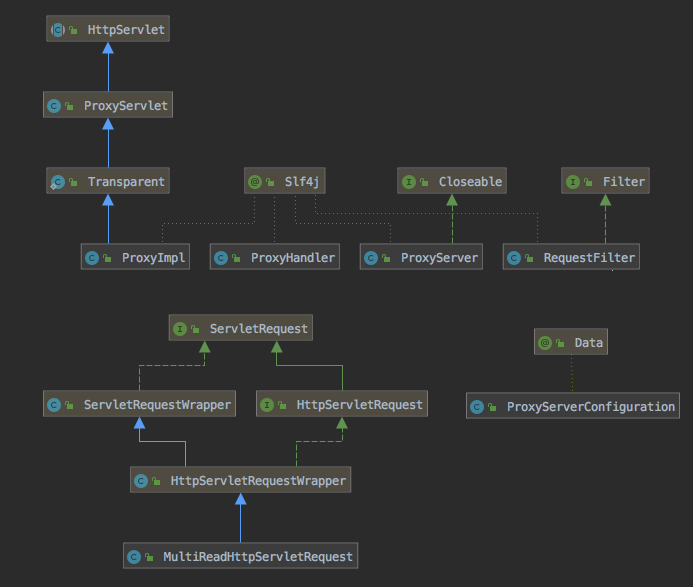 HttpServlet
ProxyServlet
Transparent
Slf4j
Closeable
Filter
ProxyImpl
ProxyHandler
ProxyServer
RequestFilter
ServletRequest
Data
ServletRequestWrapper
HttpServletRequest
ProxyServerConfiguration
HttpServletRequestWrapper
MultiReadHttpServletRequest